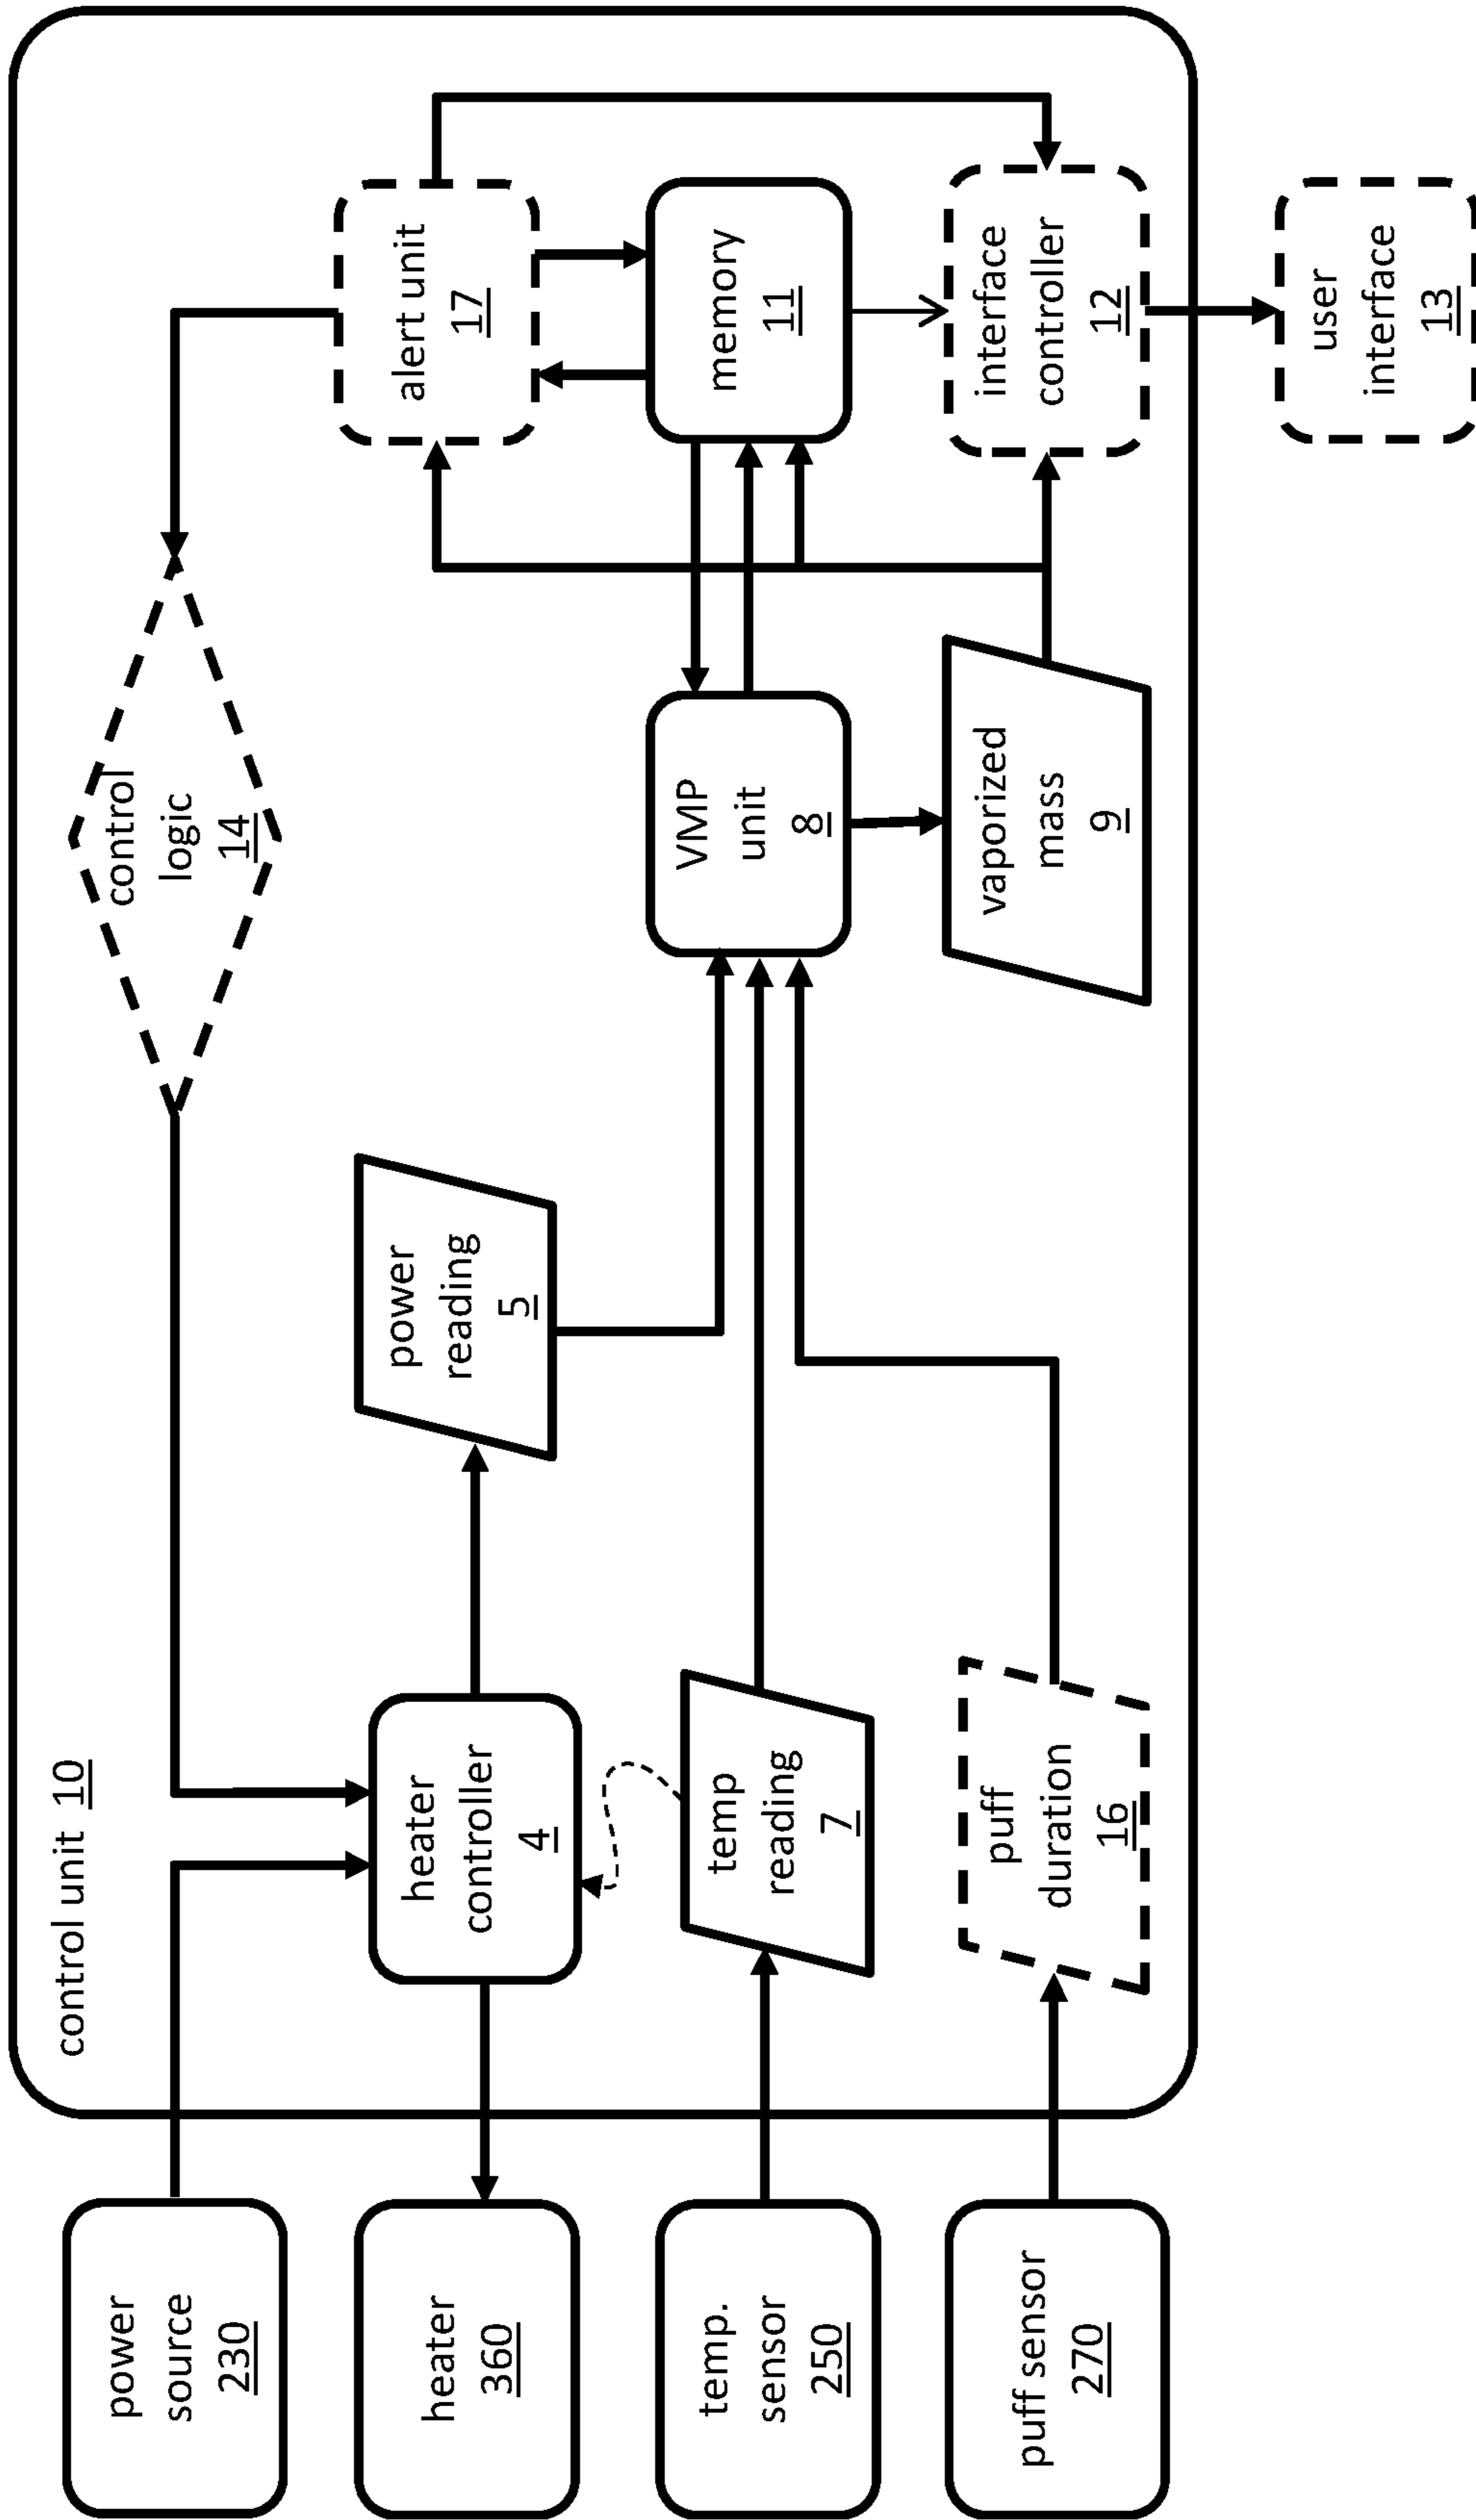 control unit 10
power
source
230
heater
360
temp.
sensor
250
puff sensor
270
heater
controller
4
temp
reading
7
puff
duration
16
power
reading
5
control
logic
14
VMP
unit
8
vaporized
mass
9
alert unit
17
memory
11
interface
controller
12
user
interface
13